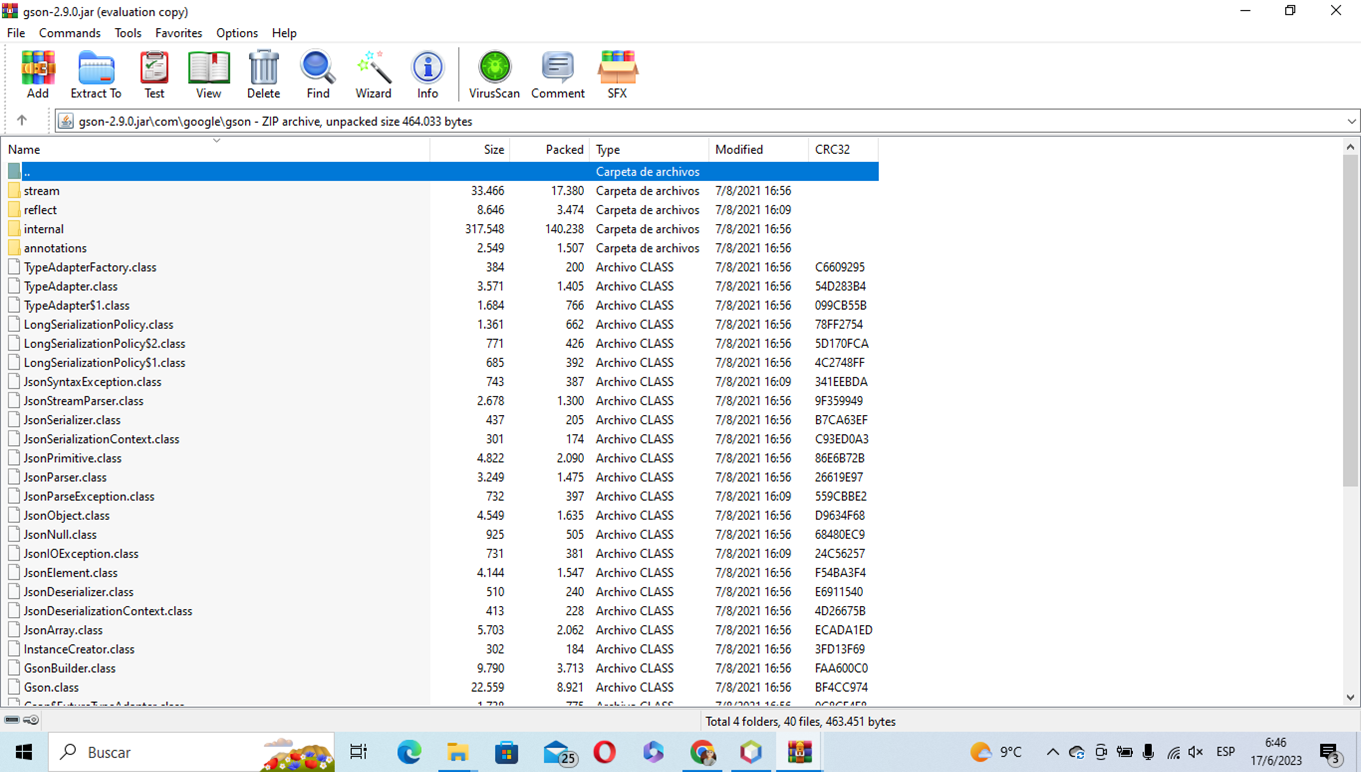 gson-2.9.0.jar (evaluation copy)
File Commands Tools Favorites Options Help
Add Extract To Test View Delete Find Wizard Info VirusScan Comment SFX
gson-2.9.0.jar\com\google\gson - ZIP archive, unpacked size 464.033 bytes
Name Size Packed Type Modified CRC32
.. Carpeta de archivos
stream 33.466 17.380 Carpeta de archivos 7/8/2021 16:56
reflect 8.646 3.474 Carpeta de archivos 7/8/2021 16:09
internal 317.548 140.238 Carpeta de archivos 7/8/2021 16:56
annotations 2.549 1.507 Carpeta de archivos 7/8/2021 16:56
TypeAdapterFactory.class 384 200 Archivo CLASS 7/8/2021 16:56 C6609295
TypeAdapter.class 3.571 1.405 Archivo CLASS 7/8/2021 16:56 54D283B4
TypeAdapter$1.class 1.684 766 Archivo CLASS 7/8/2021 16:56 099CB55B
LongSerializationPolicy.class 1.361 662 Archivo CLASS 7/8/2021 16:56 78FF2754
LongSerializationPolicy$2.class 771 426 Archivo CLASS 7/8/2021 16:56 5D170FCA
LongSerializationPolicy$1.class 685 392 Archivo CLASS 7/8/2021 16:56 4C2748FF
JsonSyntaxException.class 743 387 Archivo CLASS 7/8/2021 16:09 341EEBDA
JsonStreamParser.class 2.678 1.300 Archivo CLASS 7/8/2021 16:56 9F359949
JsonSerializer.class 437 205 Archivo CLASS 7/8/2021 16:56 B7CA63EF
JsonSerializationContext.class 301 174 Archivo CLASS 7/8/2021 16:56 C93ED0A3
JsonPrimitive.class 4.822 2.090 Archivo CLASS 7/8/2021 16:56 86E6B72B
JsonParser.class 3.249 1.475 Archivo CLASS 7/8/2021 16:56 26619E97
JsonParseException.class 732 397 Archivo CLASS 7/8/2021 16:09 559CBBE2
JsonObject.class 4.549 1.635 Archivo CLASS 7/8/2021 16:56 D9634F68
JsonNull.class 925 505 Archivo CLASS 7/8/2021 16:56 68480EC9
JsonIOException.class 731 381 Archivo CLASS 7/8/2021 16:09 24C56257
JsonElement.class 4.144 1.547 Archivo CLASS 7/8/2021 16:56 F54BA3F4
JsonDeserializer.class 510 240 Archivo CLASS 7/8/2021 16:56 E6911540
JsonDeserializationContext.class 413 228 Archivo CLASS 7/8/2021 16:56 4D26675B
JsonArray.class 5.703 2.062 Archivo CLASS 7/8/2021 16:56 ECADA1ED
InstanceCreator.class 302 184 Archivo CLASS 7/8/2021 16:56 3FD13F69
GsonBuilder.class 9.790 3.713 Archivo CLASS 7/8/2021 16:56 FAA600C0
Gson.class 22.559 8.921 Archivo CLASS 7/8/2021 16:56 BF4CC974
Total 4 folders, 40 files, 463.451 bytes
Buscar 25 9°C ESP 6:46
17/6/2023 3